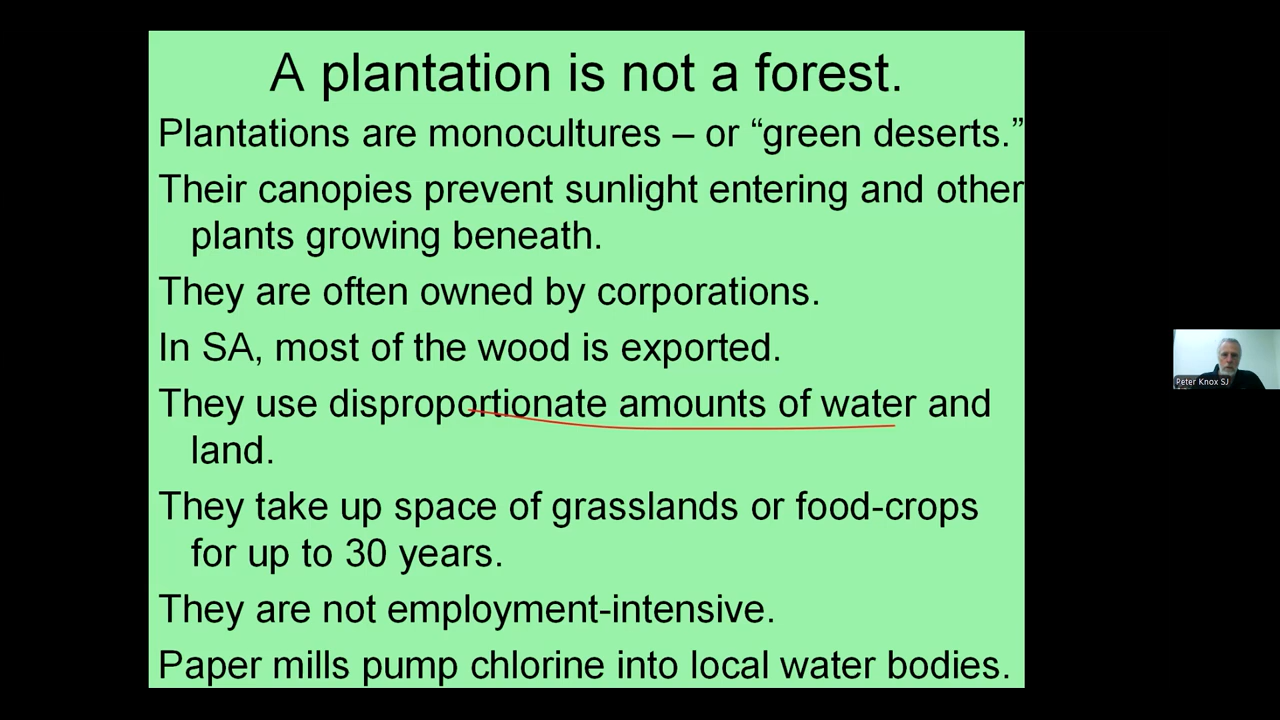 A plantation is not a forest.
Plantations are monocultures – or “green deserts.”
Their canopies prevent sunlight entering and other
plants growing beneath.
They are often owned by corporations.
In SA, most of the wood is exported.
They use disproportionate amounts of water and
land.
They take up space of grasslands or food-crops
for up to 30 years.
They are not employment-intensive.
Paper mills pump chlorine into local water bodies.
Peter Knox SJ